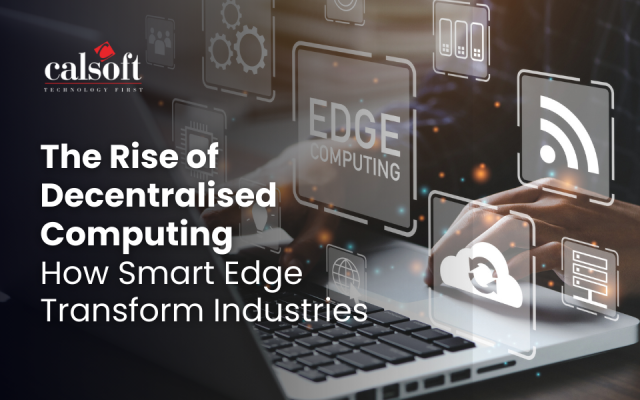 calsoft
TECHNOLOGY FIRST
The Rise of
Decentralised
Computing
How Smart Edge
Transform Industries
EDGE
COMPUTING